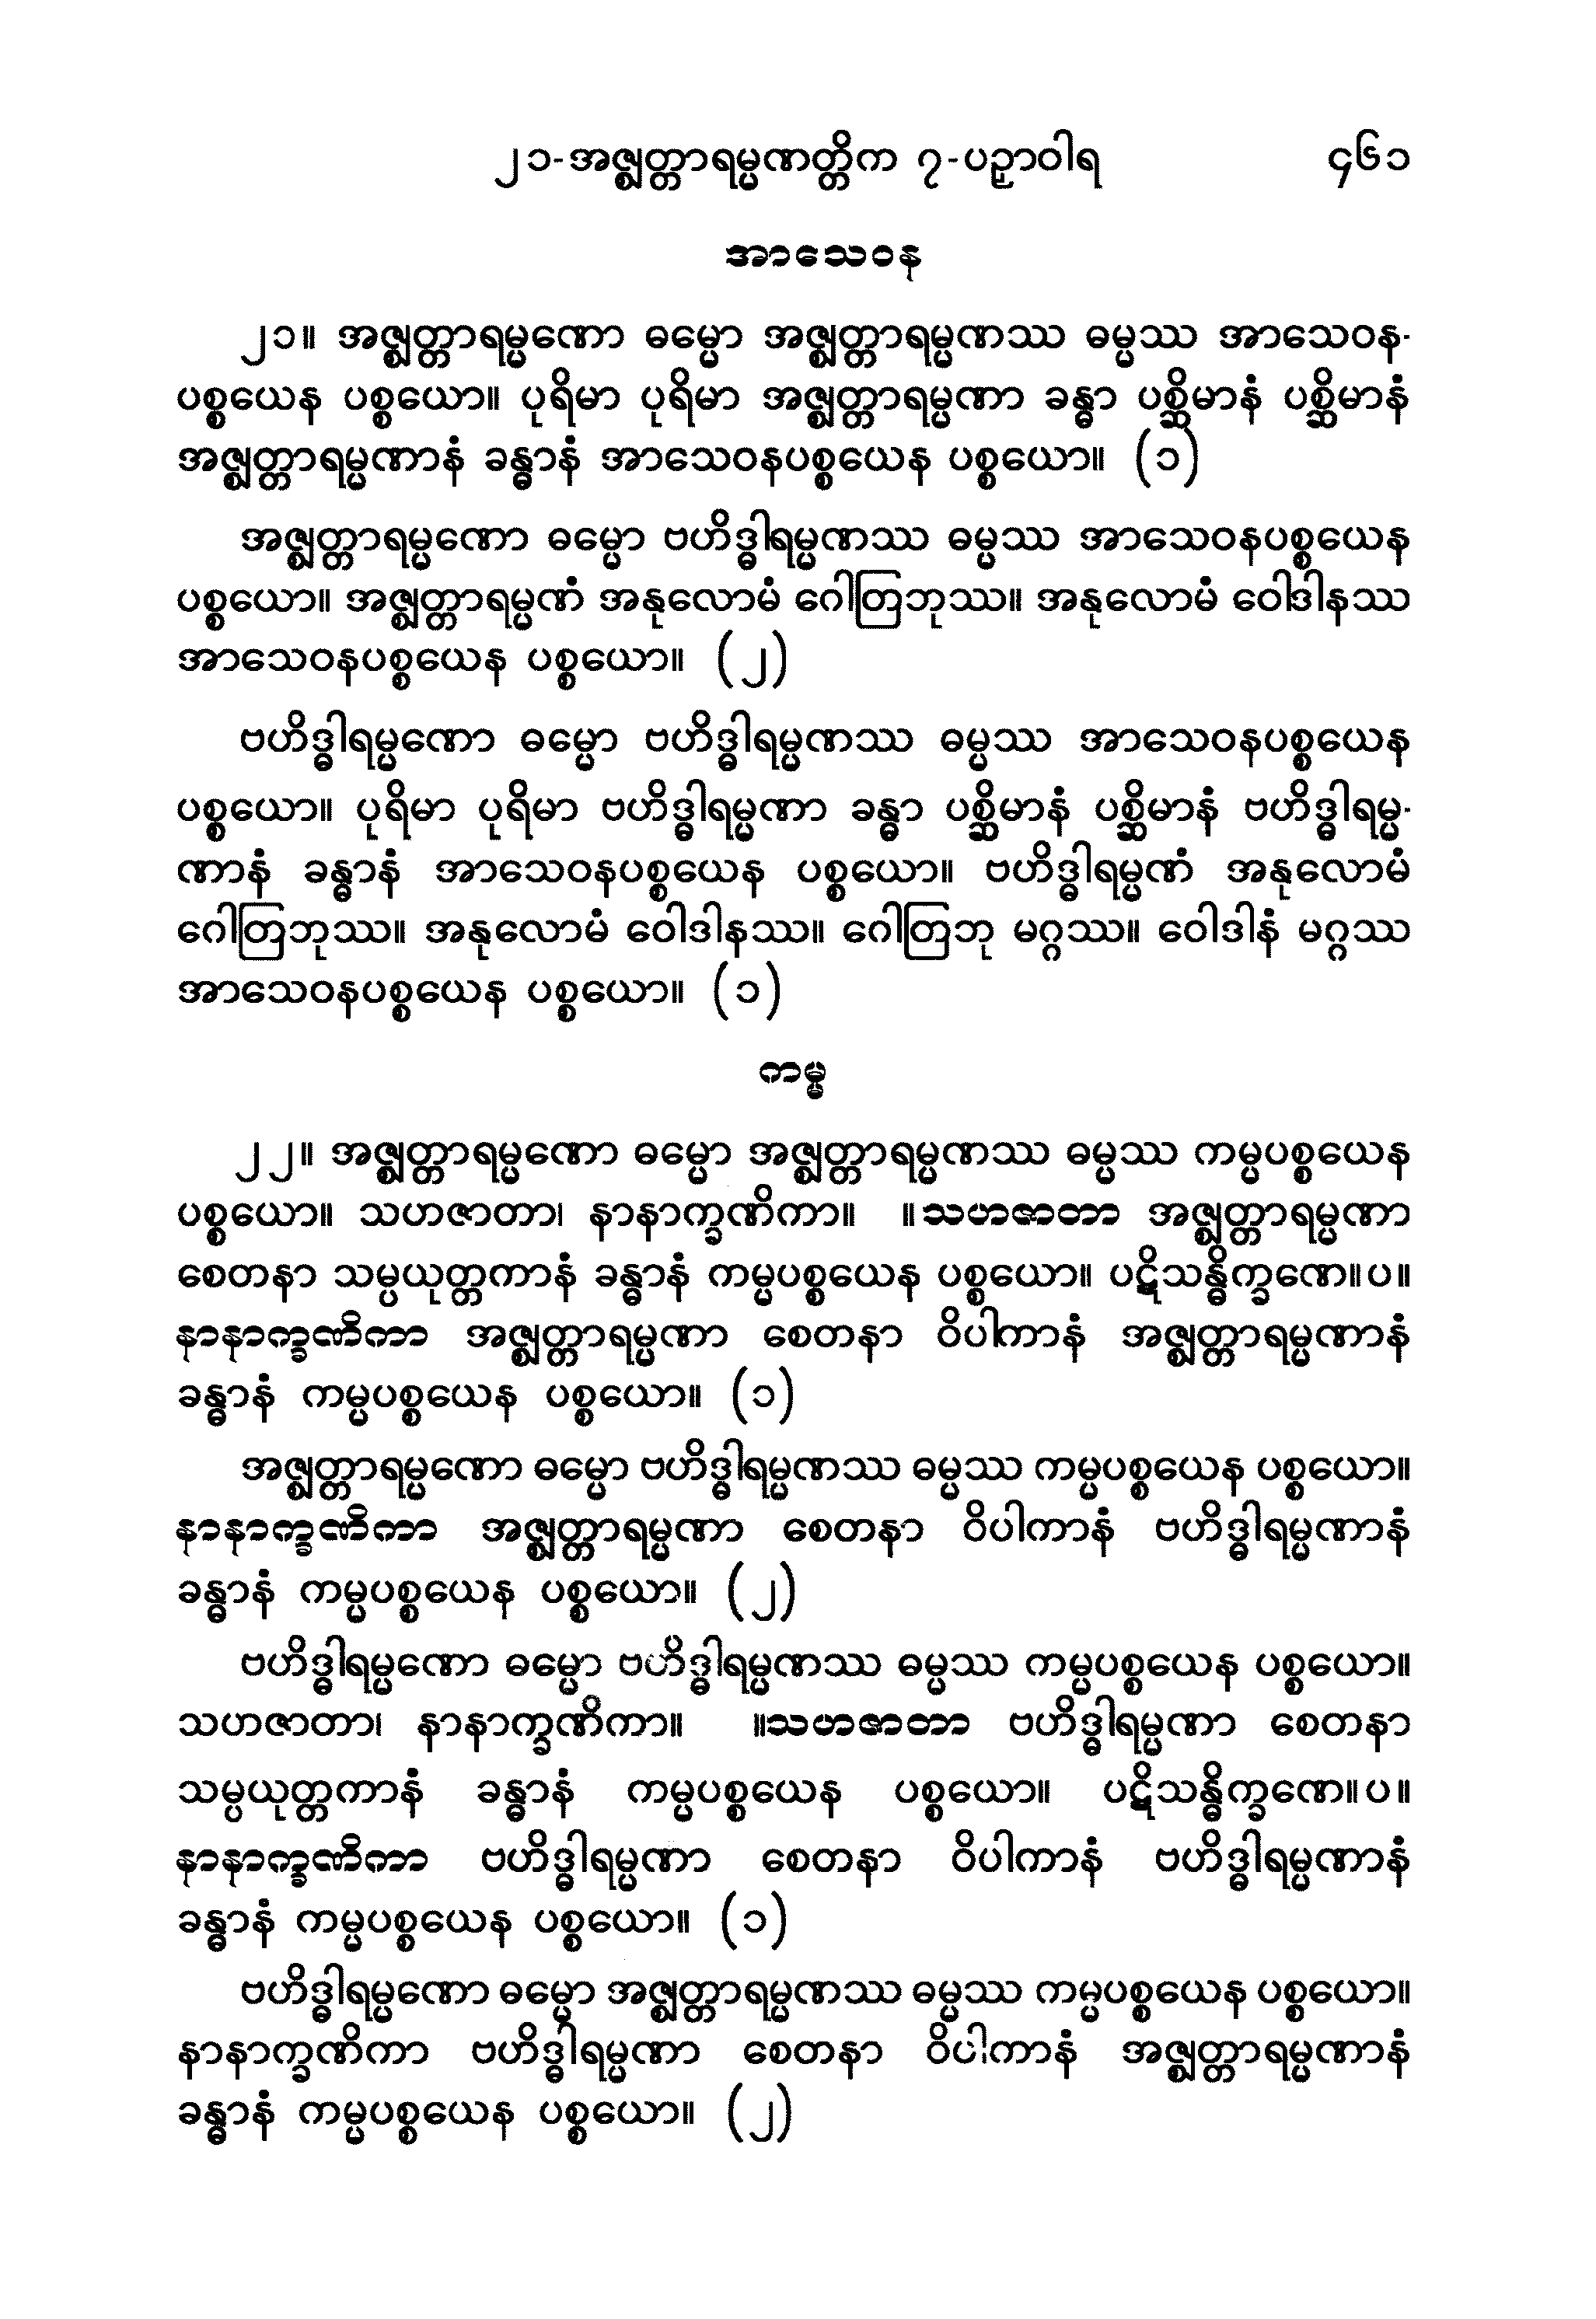 ၂၁-အဇ္ဈတ္တာရမ္မဏတ္တိက ၇-ပဉှာဝါရ ၄၆၁
အာသေဝန
၂၁။ အဇ္ဈတ္တာရမ္မဏော ဓမ္မော အဇ္ဈတ္တာရမ္မဏဿ ဓမ္မဿ အာသေဝန-
ပစ္စယေန ပစ္စယော။ ပုရိမာ ပုရိမာ အဇ္ဈတ္တာရမ္မဏာ ခန္ဓာ ပစ္ဆိမာနံ ပစ္ဆိမာနံ
အဇ္ဈတ္တာရမ္မဏာနံ ခန္ဓာနံ အာသေဝနပစ္စယေန ပစ္စယော။ (၁)
အဇ္ဈတ္တာရမ္မဏော ဓမ္မော ဗဟိဒ္ဓါရမ္မဏဿ ဓမ္မဿ အာသေဝနပစ္စယေန
ပစ္စယော။ အဇ္ဈတ္တာရမ္မဏံ အနုလောမံ ဂေါတြဘုဿ။ အနုလောမံ ဝေါဒါနဿ
အာသေဝနပစ္စယေန ပစ္စယော။ (၂)
ဗဟိဒ္ဓါရမ္မဏော ဓမ္မော ဗဟိဒ္ဓါရမ္မဏဿ ဓမ္မဿ အာသေဝနပစ္စယေန
ပစ္စယော။ ပုရိမာ ပုရိမာ ဗဟိဒ္ဓါရမ္မဏာ ခန္ဓာ ပစ္ဆိမာနံ ပစ္ဆိမာနံ ဗဟိဒ္ဓါရမ္မ-
ဏာနံ ခန္ဓာနံ အာသေဝနပစ္စယေန ပစ္စယော။ ဗဟိဒ္ဓါရမ္မဏံ အနုလောမံ
ဂေါတြဘုဿ။ အနုလောမံ ဝေါဒါနဿ။ ဂေါတြဘု မဂ္ဂဿ။ ဝေါဒါနံ မဂ္ဂဿ
အာသေဝနပစ္စယေန ပစ္စယော။ (၁)
ကမ္မ
၂၂။ အဇ္ဈတ္တာရမ္မဏော ဓမ္မော အဇ္ဈတ္တာရမ္မဏဿ ဓမ္မဿ ကမ္မပစ္စယေန
ပစ္စယော။ သဟဇာတာ၊ နာနာက္ခဏိကာ။ ။သဟဇာတာ အဇ္ဈတ္တာရမ္မဏာ
စေတနာ သမ္ပယုတ္တကာနံ ခန္ဓာနံ ကမ္မပစ္စယေန ပစ္စယော။ ပဋိသန္ဓိက္ခဏေ။ပ။
နာနာက္ခဏိကာ အဇ္ဈတ္တာရမ္မဏာ စေတနာ ဝိပါကာနံ အဇ္ဈတ္တာရမ္မဏာနံ
ခန္ဓာနံ ကမ္မပစ္စယေန ပစ္စယော။ (၁)
အဇ္ဈတ္တာရမ္မဏော ဓမ္မော ဗဟိဒ္ဓါရမ္မဏဿ ဓမ္မဿ ကမ္မပစ္စယေန ပစ္စယော။
နာနာက္ခဏိကာ အဇ္ဈတ္တာရမ္မဏာ စေတနာ ဝိပါကာနံ ဗဟိဒ္ဓါရမ္မဏာနံ
ခန္ဓာနံ ကမ္မပစ္စယေန ပစ္စယော။ (၂)
ဗဟိဒ္ဓါရမ္မဏော ဓမ္မော ဗဟိဒ္ဓါရမ္မဏဿ ဓမ္မဿ ကမ္မပစ္စယေန ပစ္စယော။
သဟဇာတာ၊ နာနာက္ခဏိကာ။ ။သဟဇာတာ ဗဟိဒ္ဓါရမ္မဏာ စေတနာ
သမ္ပယုတ္တကာနံ ခန္ဓာနံ ကမ္မပစ္စယေန ပစ္စယော။ ပဋိသန္ဓိက္ခဏေ။ပ။
နာနာက္ခဏိကာ ဗဟိဒ္ဓါရမ္မဏာ စေတနာ ဝိပါကာနံ ဗဟိဒ္ဓါရမ္မဏာနံ
ခန္ဓာနံ ကမ္မပစ္စယေန ပစ္စယော။ (၁)
ဗဟိဒ္ဓါရမ္မဏော ဓမ္မော အဇ္ဈတ္တာရမ္မဏဿ ဓမ္မဿ ကမ္မပစ္စယေန ပစ္စယော။
နာနာက္ခဏိကာ ဗဟိဒ္ဓါရမ္မဏာ စေတနာ ဝိပါကာနံ အဇ္ဈတ္တာရမ္မဏာနံ
ခန္ဓာနံ ကမ္မပစ္စယေန ပစ္စယော။ (၂)